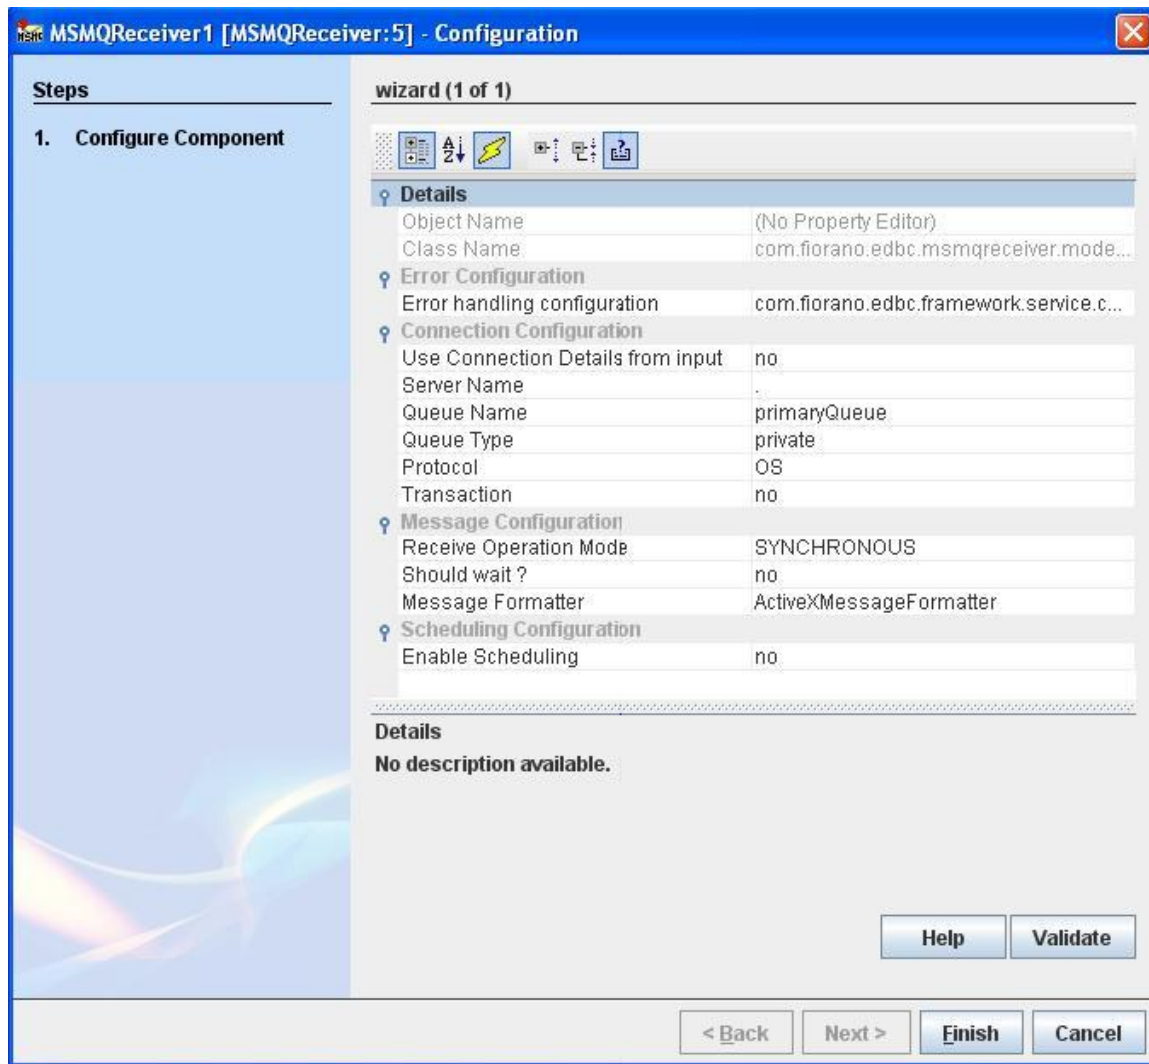 MSMQReceiver1 [MSMQReceiver:5] - Configuration
Steps
1. Configure Component
wizard (1 of 1)
Details
Object Name (No Property Editor)
Class Name com.fiorano.edbc.msmqreceiver.mode...
Error Configuration
Error handling configuration com.fiorano.edbc.framework.service.c...
Connection Configuration
Use Connection Details from input no
Server Name .
Queue Name primaryQueue
Queue Type private
Protocol OS
Transaction no
Message Configuration
Receive Operation Mode SYNCHRONOUS
Should wait ? no
Message Formatter ActiveXMessageFormatter
Scheduling Configuration
Enable Scheduling no
Details
No description available.
Help Validate
< Back Next > Finish Cancel